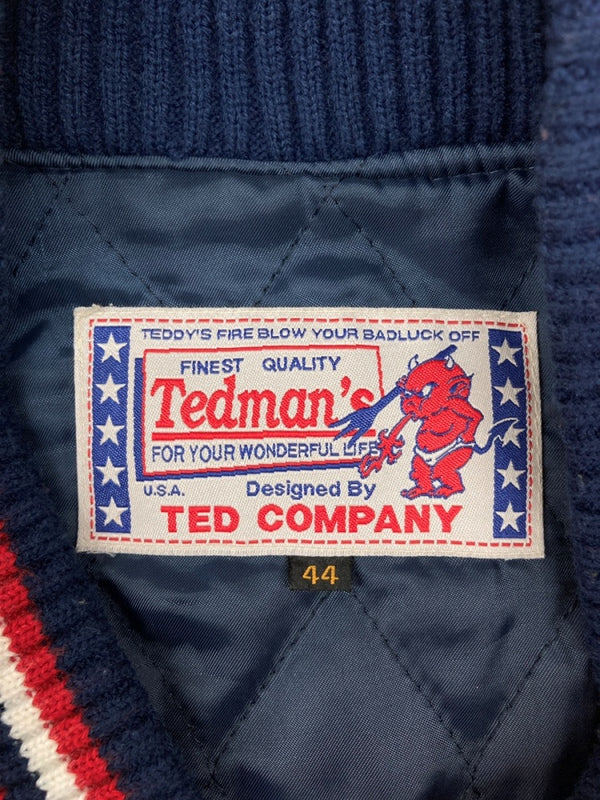 TEDDY'S FIRE BLOW YOUR BADLUCK OFF
FINEST QUALITY
Tedman's
FOR YOUR WONDERFUL LIFE
U.S.A. Designed By
TED COMPANY
44